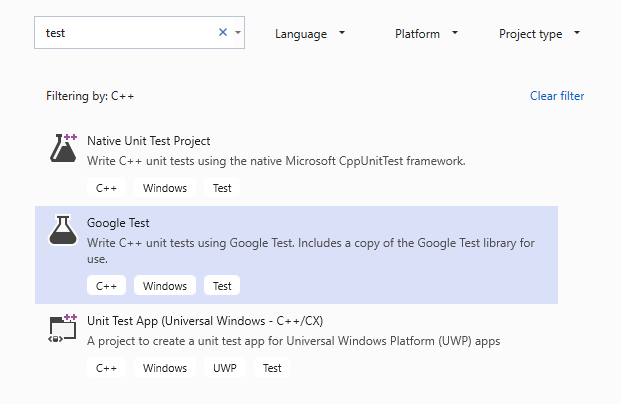 test
Language Platform Project type
Filtering by: C++ Clear filter
++
Native Unit Test Project
Write C++ unit tests using the native Microsoft CppUnitTest framework.
C++ Windows Test
Google Test
Write C++ unit tests using Google Test. Includes a copy of the Google Test library for
use.
C++ Windows Test
++
Unit Test App (Universal Windows - C++/CX)
A project to create a unit test app for Universal Windows Platform (UWP) apps
C++ Windows UWP Test